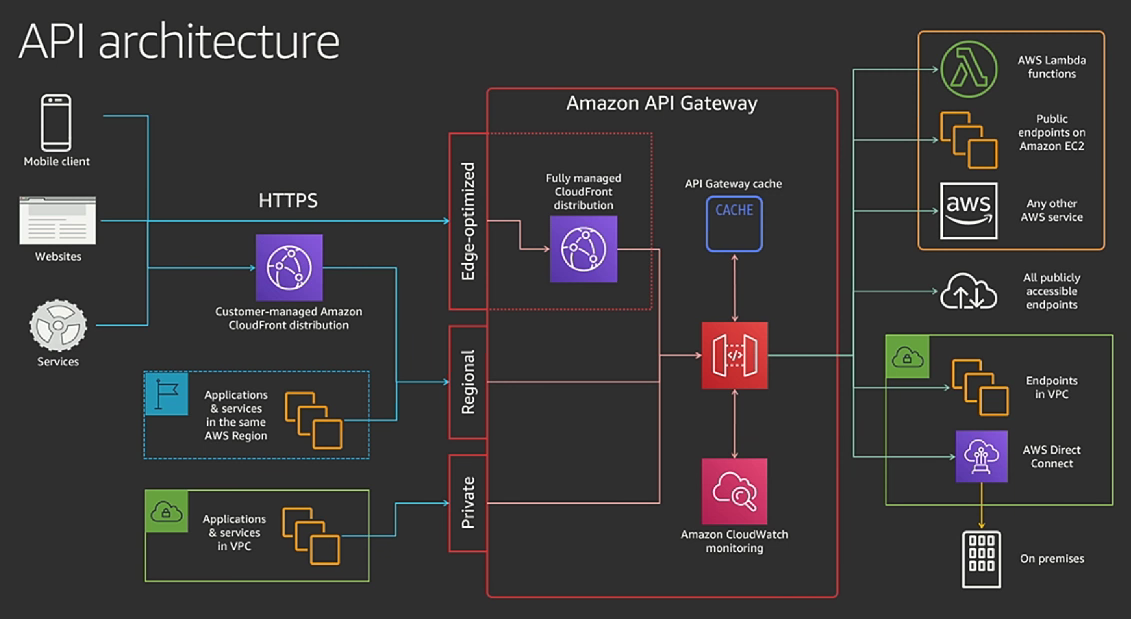 API architecture
Mobile client
Websites
Services
HTTPS
Customer-managed Amazon
CloudFront distribution
Applications
& services
in the same
AWS Region
Applications
& services
in VPC
Amazon API Gateway
Edge-optimized
Regional
Private
Fully managed
CloudFront
distribution
API Gateway cache
CACHE
</>
Amazon CloudWatch
monitoring
AWS Lambda
functions
Public
endpoints on
Amazon EC2
aws
Any other
AWS service
All publicly
accessible
endpoints
Endpoints
in VPC
AWS Direct
Connect
On premises